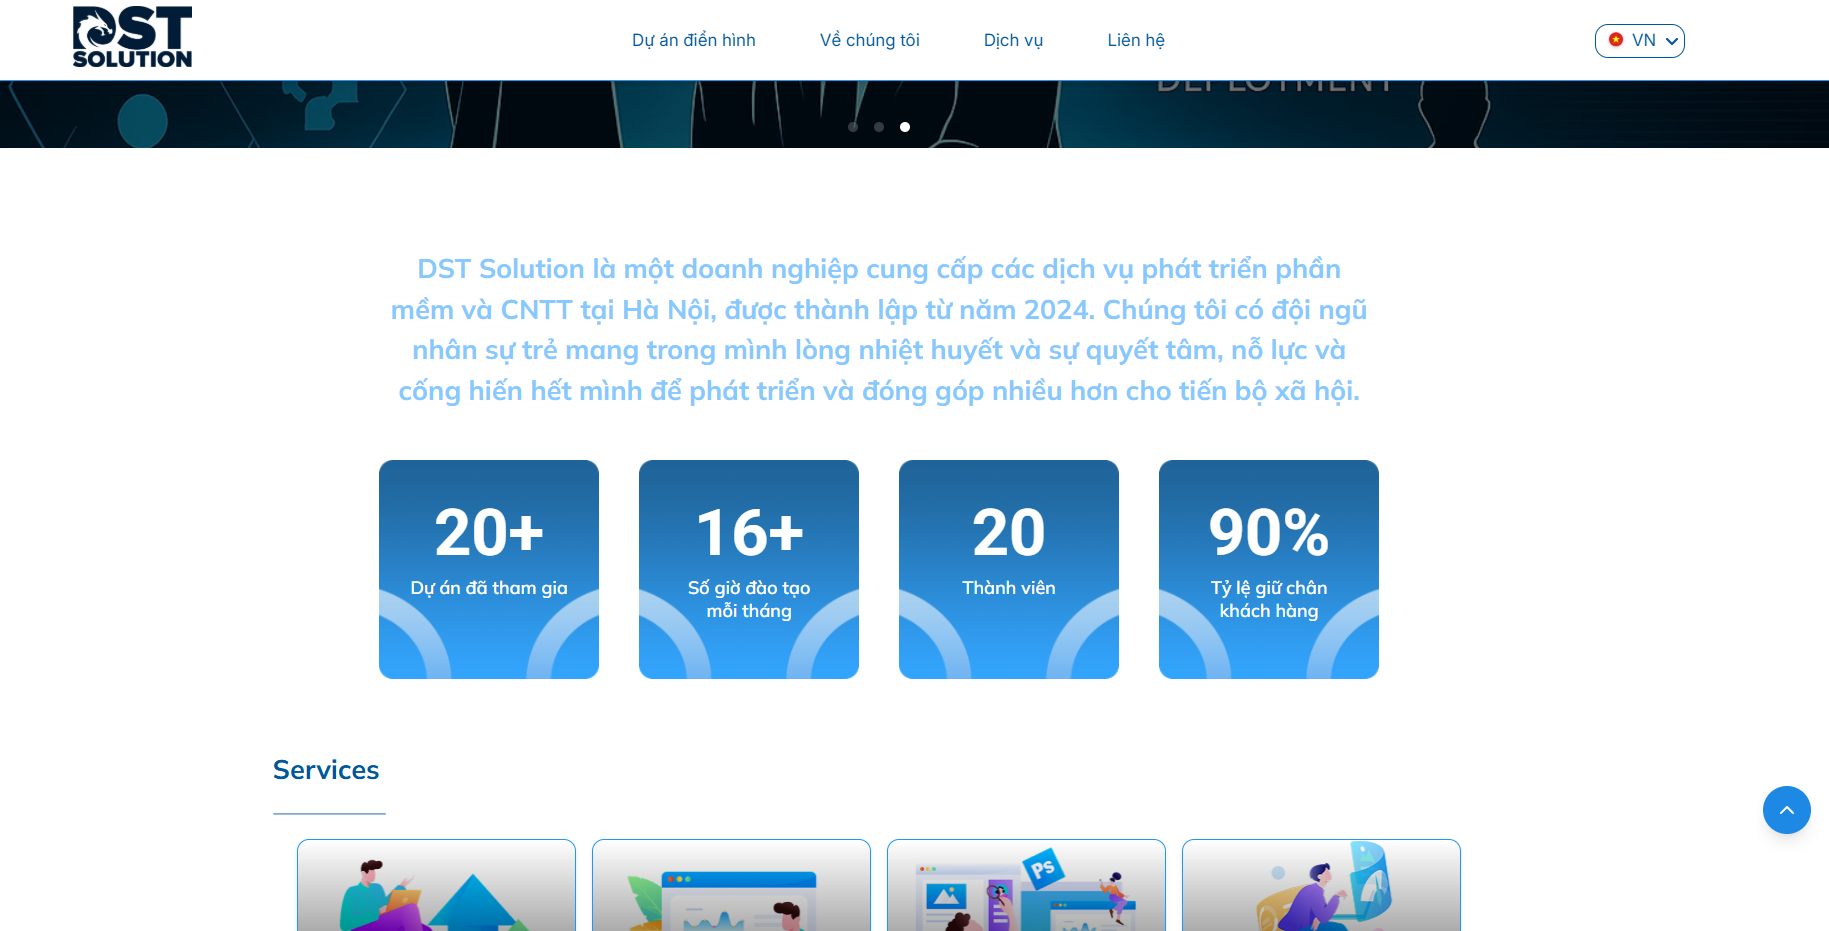 DST
SOLUTION
Dự án điển hình
Về chúng tôi
Dịch vụ
Liên hệ
VN
DEPLOYMENT
DST Solution là một doanh nghiệp cung cấp các dịch vụ phát triển phần
mềm và CNTT tại Hà Nội, được thành lập từ năm 2024. Chúng tôi có đội ngũ
nhân sự trẻ mang trong mình lòng nhiệt huyết và sự quyết tâm, nỗ lực và
cống hiến hết mình để phát triển và đóng góp nhiều hơn cho tiến bộ xã hội.
20+
Dự án đã tham gia
16+
Số giờ đào tạo
mỗi tháng
20
Thành viên
90%
Tỷ lệ giữ chân
khách hàng
Services
Ps